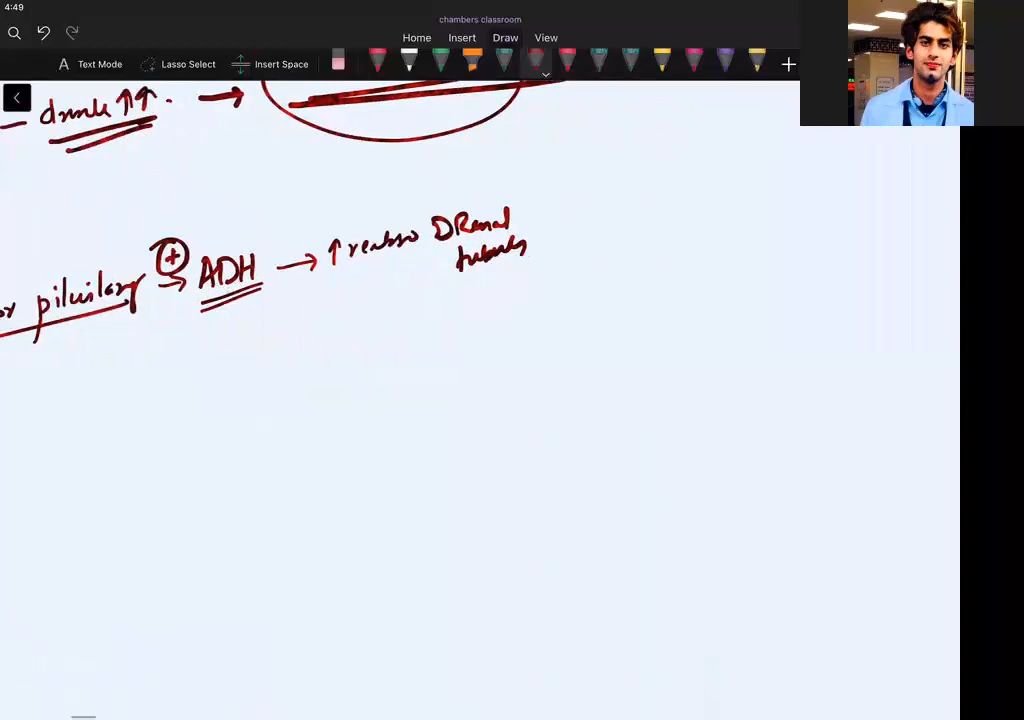 4:49
chambers classroom
Home Insert Draw View
Text Mode Lasso Select Insert Space
drink ↑↑ →
pituitary + → ADH → ↑ reabso D Renal
tubules